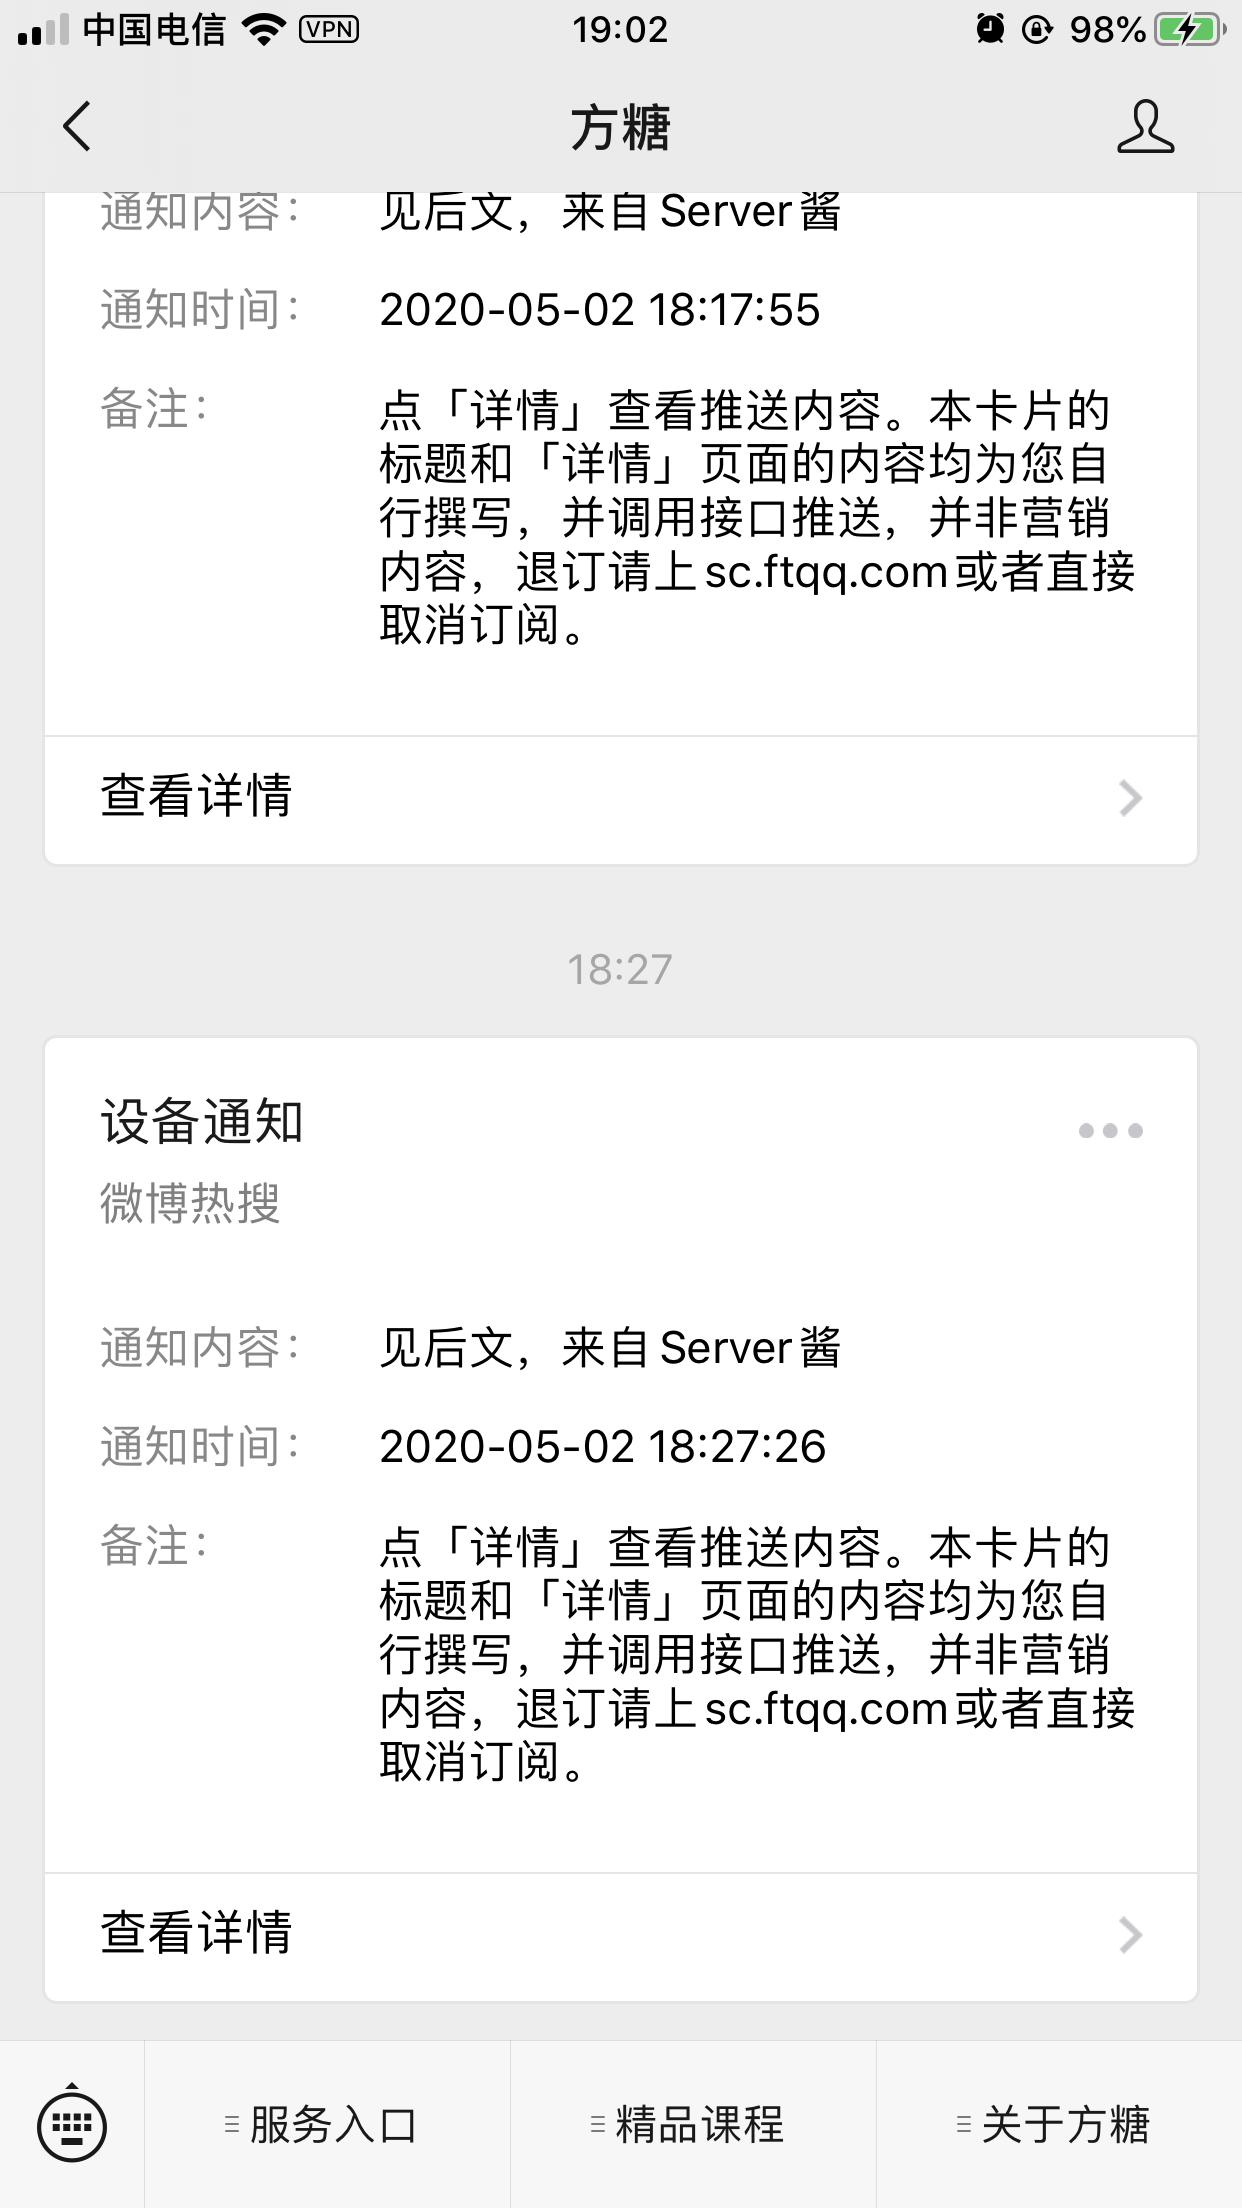 中国电信 VPN 19:02 98%
方糖
通知内容： 见后文，来自Server酱
通知时间： 2020-05-02 18:17:55
备注： 点「详情」查看推送内容。本卡片的
标题和「详情」页面的内容均为您自
行撰写，并调用接口推送，并非营销
内容，退订请上sc.ftqq.com或者直接
取消订阅。
查看详情
18:27
设备通知
微博热搜
通知内容： 见后文，来自Server酱
通知时间： 2020-05-02 18:27:26
备注： 点「详情」查看推送内容。本卡片的
标题和「详情」页面的内容均为您自
行撰写，并调用接口推送，并非营销
内容，退订请上sc.ftqq.com或者直接
取消订阅。
查看详情
服务入口 精品课程 关于方糖